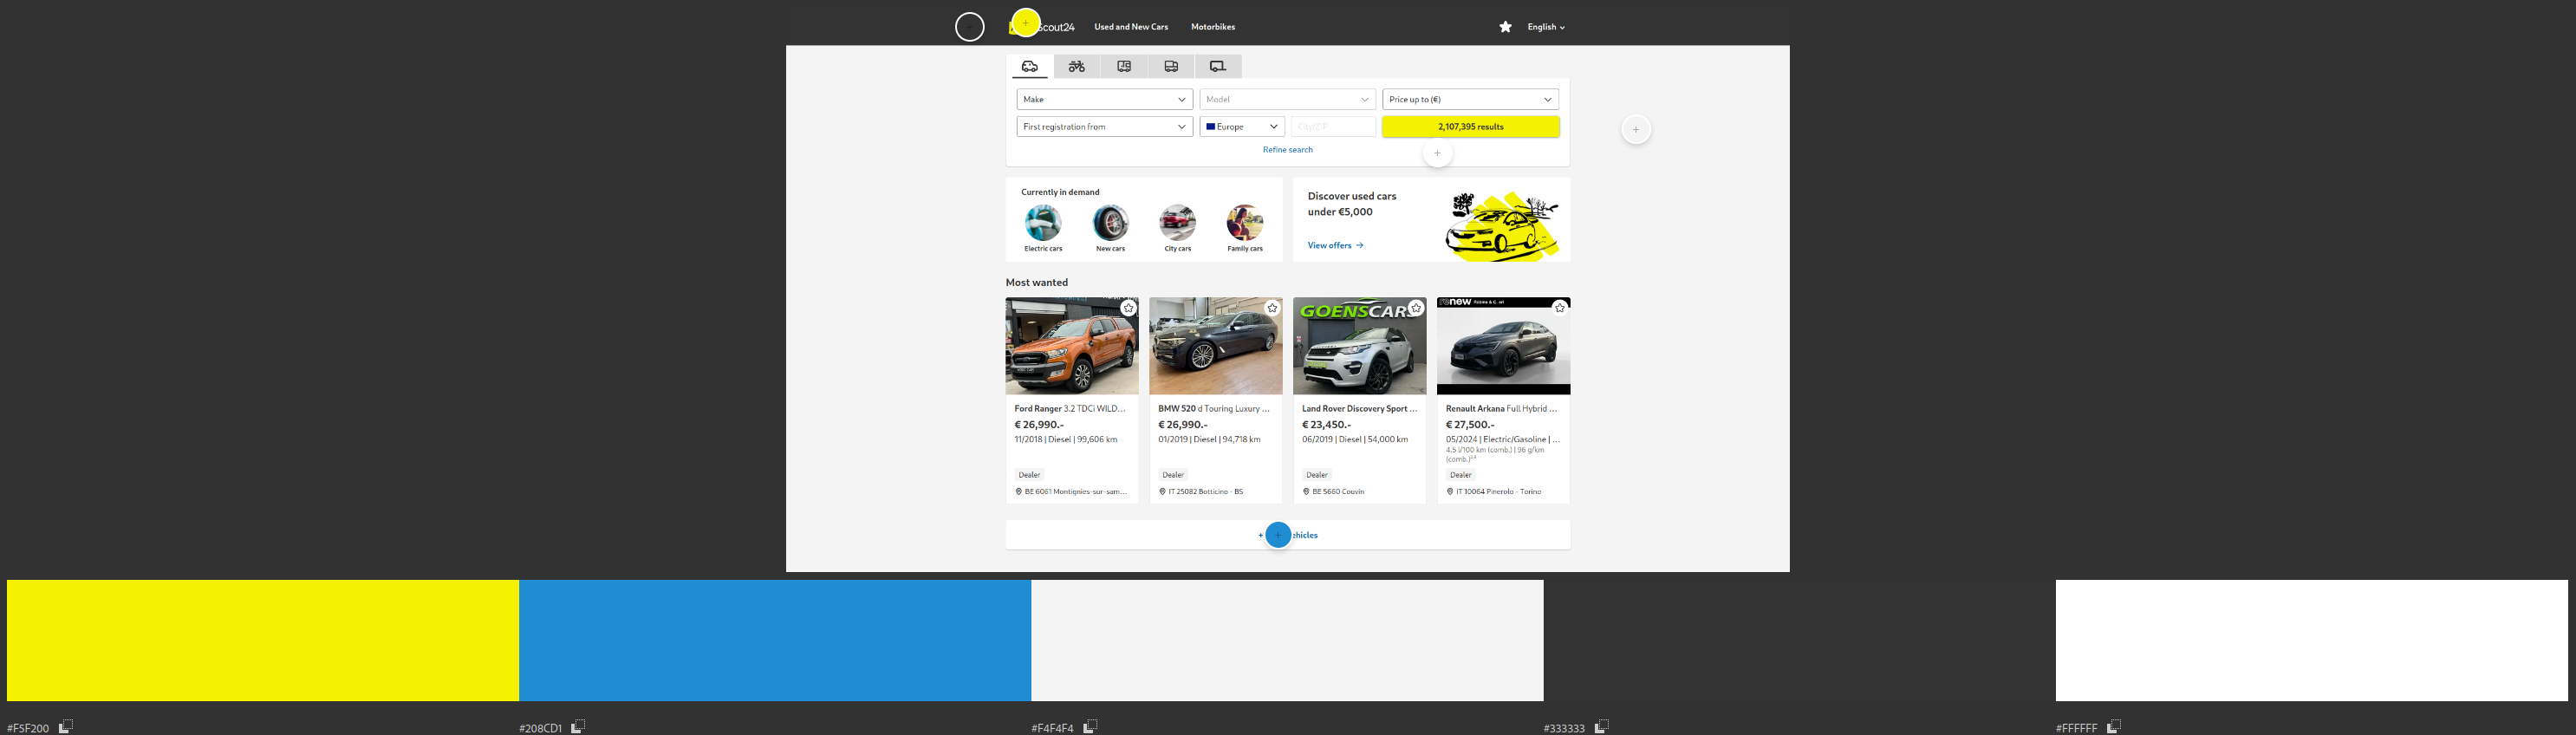 Scout24 Used and New Cars Motorbikes English
Make Model Price up to (€)
First registration from Europe City/ZIP 2,107,395 results
Refine search
Currently in demand
Electric cars New cars City cars Family cars
Discover used cars
under €5,000
View offers →
Most wanted
GOENSCARS
renew
Ford Ranger 3.2 TDCi WILD...
€ 26,990.-
11/2018 | Diesel | 99,606 km
Dealer
BE 6061 Montignies-sur-sam...
BMW 520 d Touring Luxury ...
€ 26,990.-
01/2019 | Diesel | 94,718 km
Dealer
IT 25082 Botticino - BS
Land Rover Discovery Sport ...
€ 23,450.-
06/2019 | Diesel | 54,000 km
Dealer
BE 5660 Couvin
Renault Arkana Full Hybrid ...
€ 27,500.-
05/2024 | Electric/Gasoline | ...
4.5 l/100 km (comb.) | 96 g/km
(comb.)
Dealer
IT 10064 Pinerolo - Torino
+ ehicles
#F5F200 #208CD1 #F4F4F4 #333333 #FFFFFF